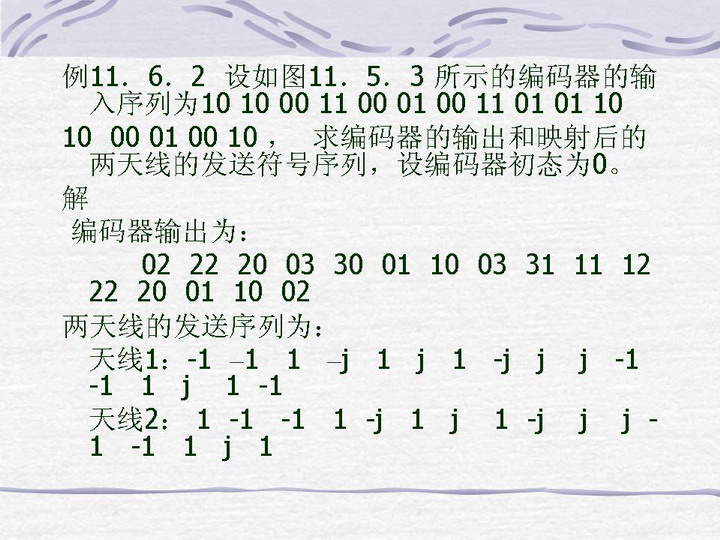 例11．6．2 设如图11．5．3 所示的编码器的输
入序列为10 10 00 11 00 01 00 11 01 01 10
10 00 01 00 10 ， 求编码器的输出和映射后的
两天线的发送符号序列，设编码器初态为0。
解
编码器输出为：
02 22 20 03 30 01 10 03 31 11 12
22 20 01 10 02
两天线的发送序列为：
天线1：-1 –1 1 –j 1 j 1 -j j j -1
-1 1 j 1 -1
天线2： 1 -1 -1 1 -j 1 j 1 -j j j -
1 -1 1 j 1